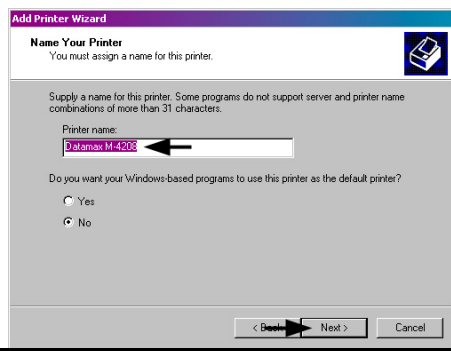 Add Printer Wizard
Name Your Printer
You must assign a name for this printer.
Supply a name for this printer. Some programs do not support server and printer name
combinations of more than 31 characters.
Printer name:
Datamax M-4208
Do you want your Windows-based programs to use this printer as the default printer?
Yes
No
< Back Next > Cancel